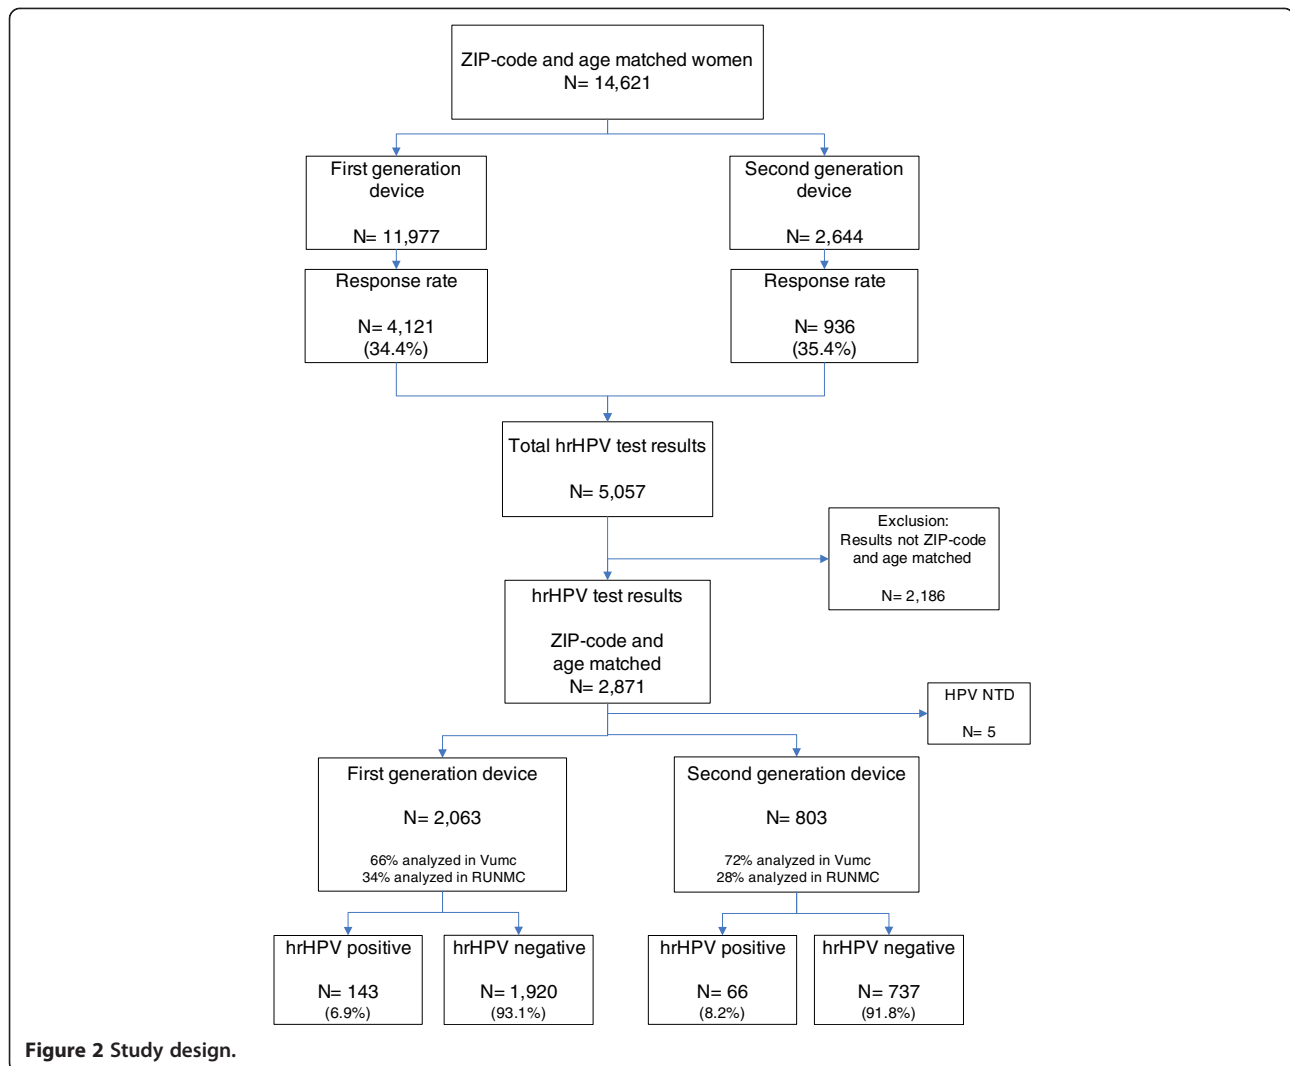 ZIP-code and age matched women
N= 14,621
First generation
device
N= 11,977
Second generation
device
N= 2,644
Response rate
N= 4,121
(34.4%)
Response rate
N= 936
(35.4%)
Total hrHPV test results
N= 5,057
Exclusion:
Results not ZIP-code
and age matched
N= 2,186
hrHPV test results
ZIP-code and
age matched
N= 2,871
HPV NTD
N= 5
First generation device
N= 2,063
66% analyzed in Vumc
34% analyzed in RUNMC
Second generation device
N= 803
72% analyzed in Vumc
28% analyzed in RUNMC
hrHPV positive
N= 143
(6.9%)
hrHPV negative
N= 1,920
(93.1%)
hrHPV positive
N= 66
(8.2%)
hrHPV negative
N= 737
(91.8%)
Figure 2 Study design.